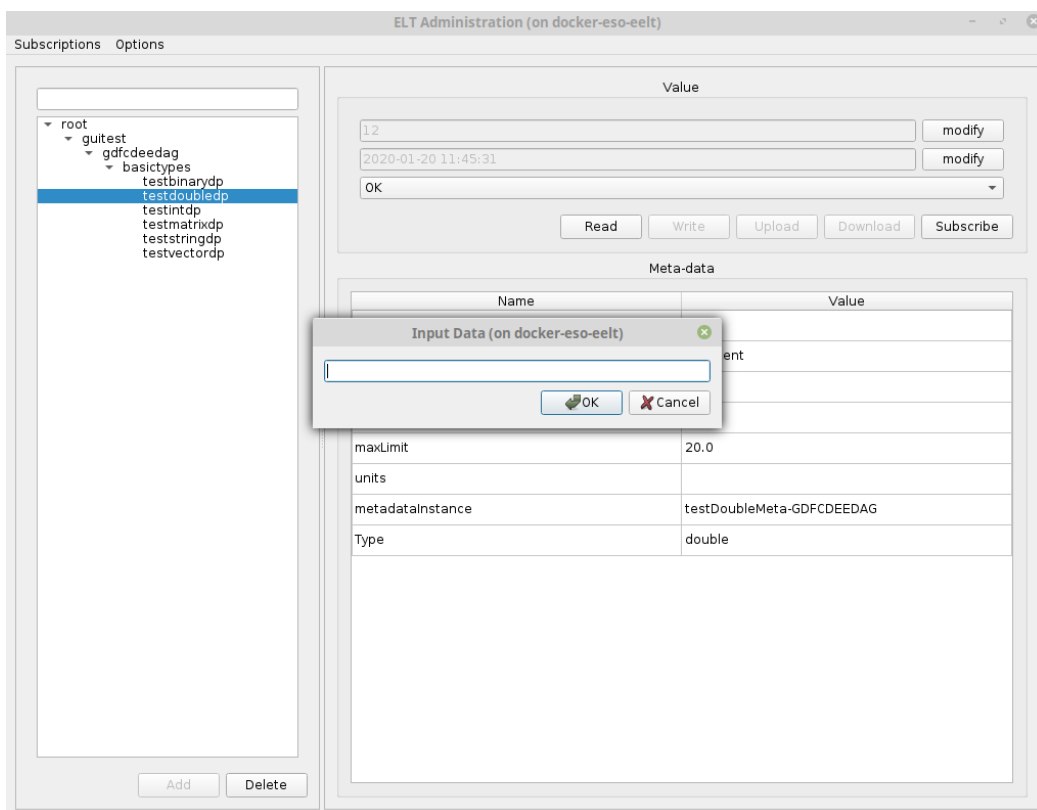 ELT Administration (on docker-eso-eelt)
Subscriptions Options
root
guitest
gdfcdeedag
basictypes
testbinarydp
testdoubledp
testintdp
testmatrixdp
teststringdp
testvectordp
Add Delete
Value
12 modify
2020-01-20 11:45:31 modify
OK
Read Write Upload Download Subscribe
Meta-data
Name Value
Input Data (on docker-eso-eelt)
OK Cancel
maxLimit 20.0
units
metadataInstance testDoubleMeta-GDFCDEEDAG
Type double